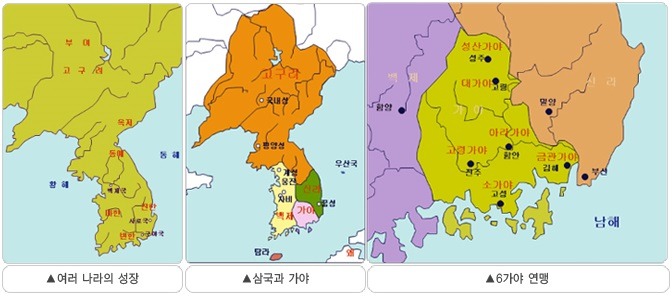 부 여
고 구 려
옥저
동예
동 해
황 해
백제국
마한
진한
사로국
변한
구야국
▲여러 나라의 성장
고구려
국내성
평양성
우산국
계성
웅진
신라
사비
금성
가야
백제
탐라
왜
▲삼국과 가야
성산가야
성주
백 제
대가야
고령
신 라
함양
가 야
밀양
아라가야
함안
고령가야
진주
금관가야
김해
부산
소가야
고성
남해
▲6가야 연맹